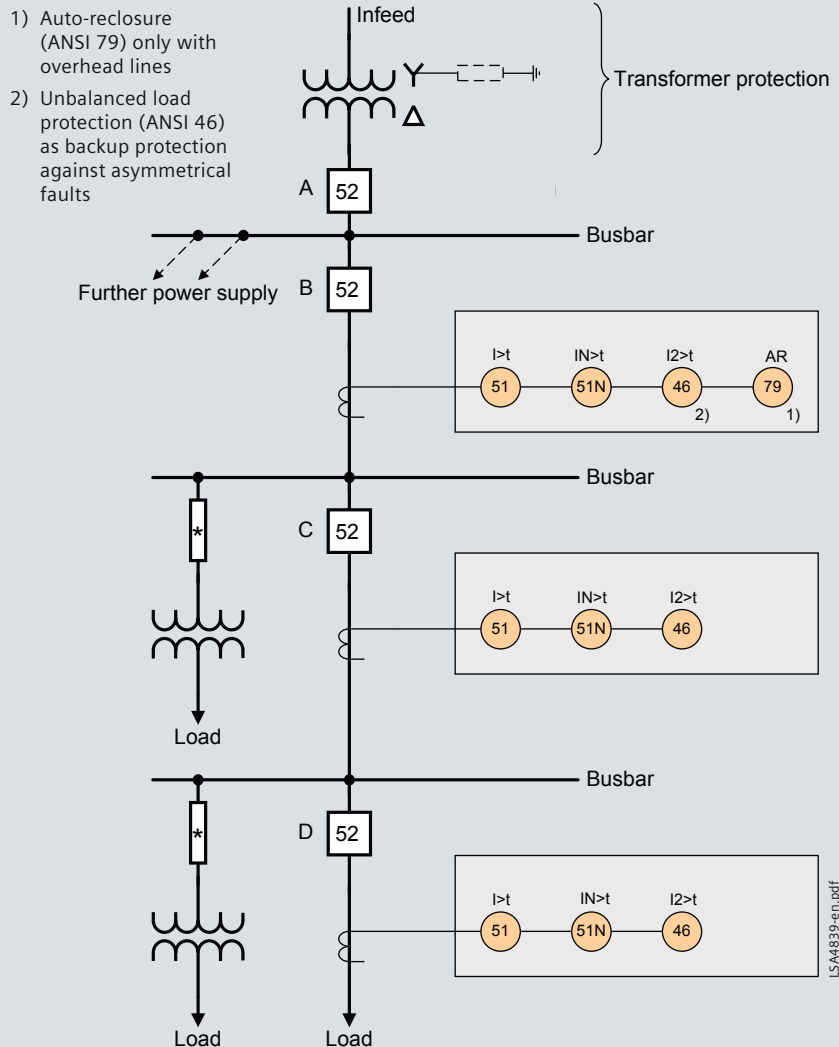 1) Auto-reclosure
(ANSI 79) only with
overhead lines
2) Unbalanced load
protection (ANSI 46)
as backup protection
against asymmetrical
faults
Infeed
Transformer protection
A 52
Busbar
Further power supply
B 52
I>t IN>t I2>t AR
51 51N 46 79
2) 1)
Busbar
*
C 52
I>t IN>t I2>t
51 51N 46
Load
Busbar
*
D 52
I>t IN>t I2>t
51 51N 46
Load Load
LSA4839-en.pdf